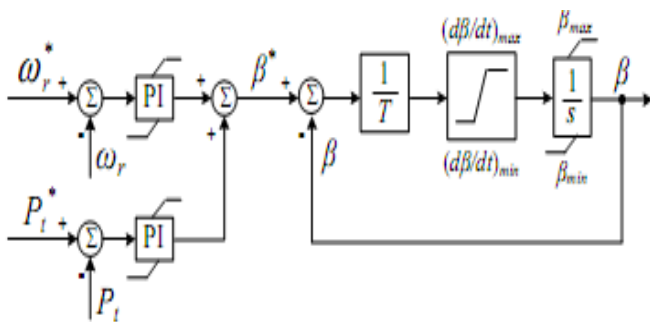 ω_r^*
+
Σ
-
ω_r
PI
+
Σ
+
β^*
+
Σ
-
β
1/T
(dβ/dt)_max
(dβ/dt)_min
β_max
1/s
β_min
β
P_t^*
+
Σ
-
P_t
PI